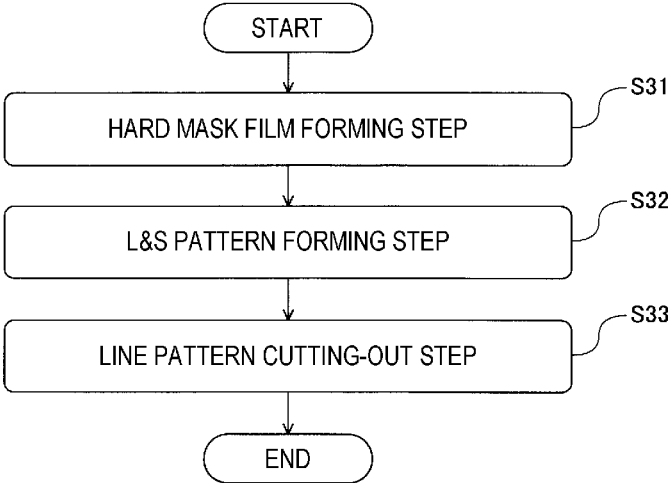 START
S31
HARD MASK FILM FORMING STEP
S32
L&S PATTERN FORMING STEP
S33
LINE PATTERN CUTTING-OUT STEP
END